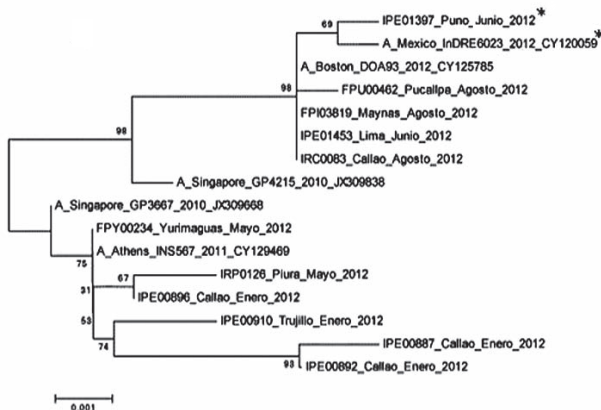 69
IPE01397_Puno_Junio_2012*
A_Mexico_InDRE6023_2012_CY120059*
A_Boston_DOA93_2012_CY125785
98
FPU00462_Pucallpa_Agosto_2012
FPI03819_Maynas_Agosto_2012
98
IPE01453_Lima_Junio_2012
IRC0083_Callao_Agosto_2012
A_Singapore_GP4215_2010_JX309838
A_Singapore_GP3667_2010_JX309668
FPY00234_Yurimaguas_Mayo_2012
A_Athens_INS567_2011_CY129469
75
67
IRP0126_Piura_Mayo_2012
31
IPE00896_Callao_Enero_2012
53
IPE00910_Trujillo_Enero_2012
74
IPE00887_Callao_Enero_2012
93
IPE00892_Callao_Enero_2012
0.001